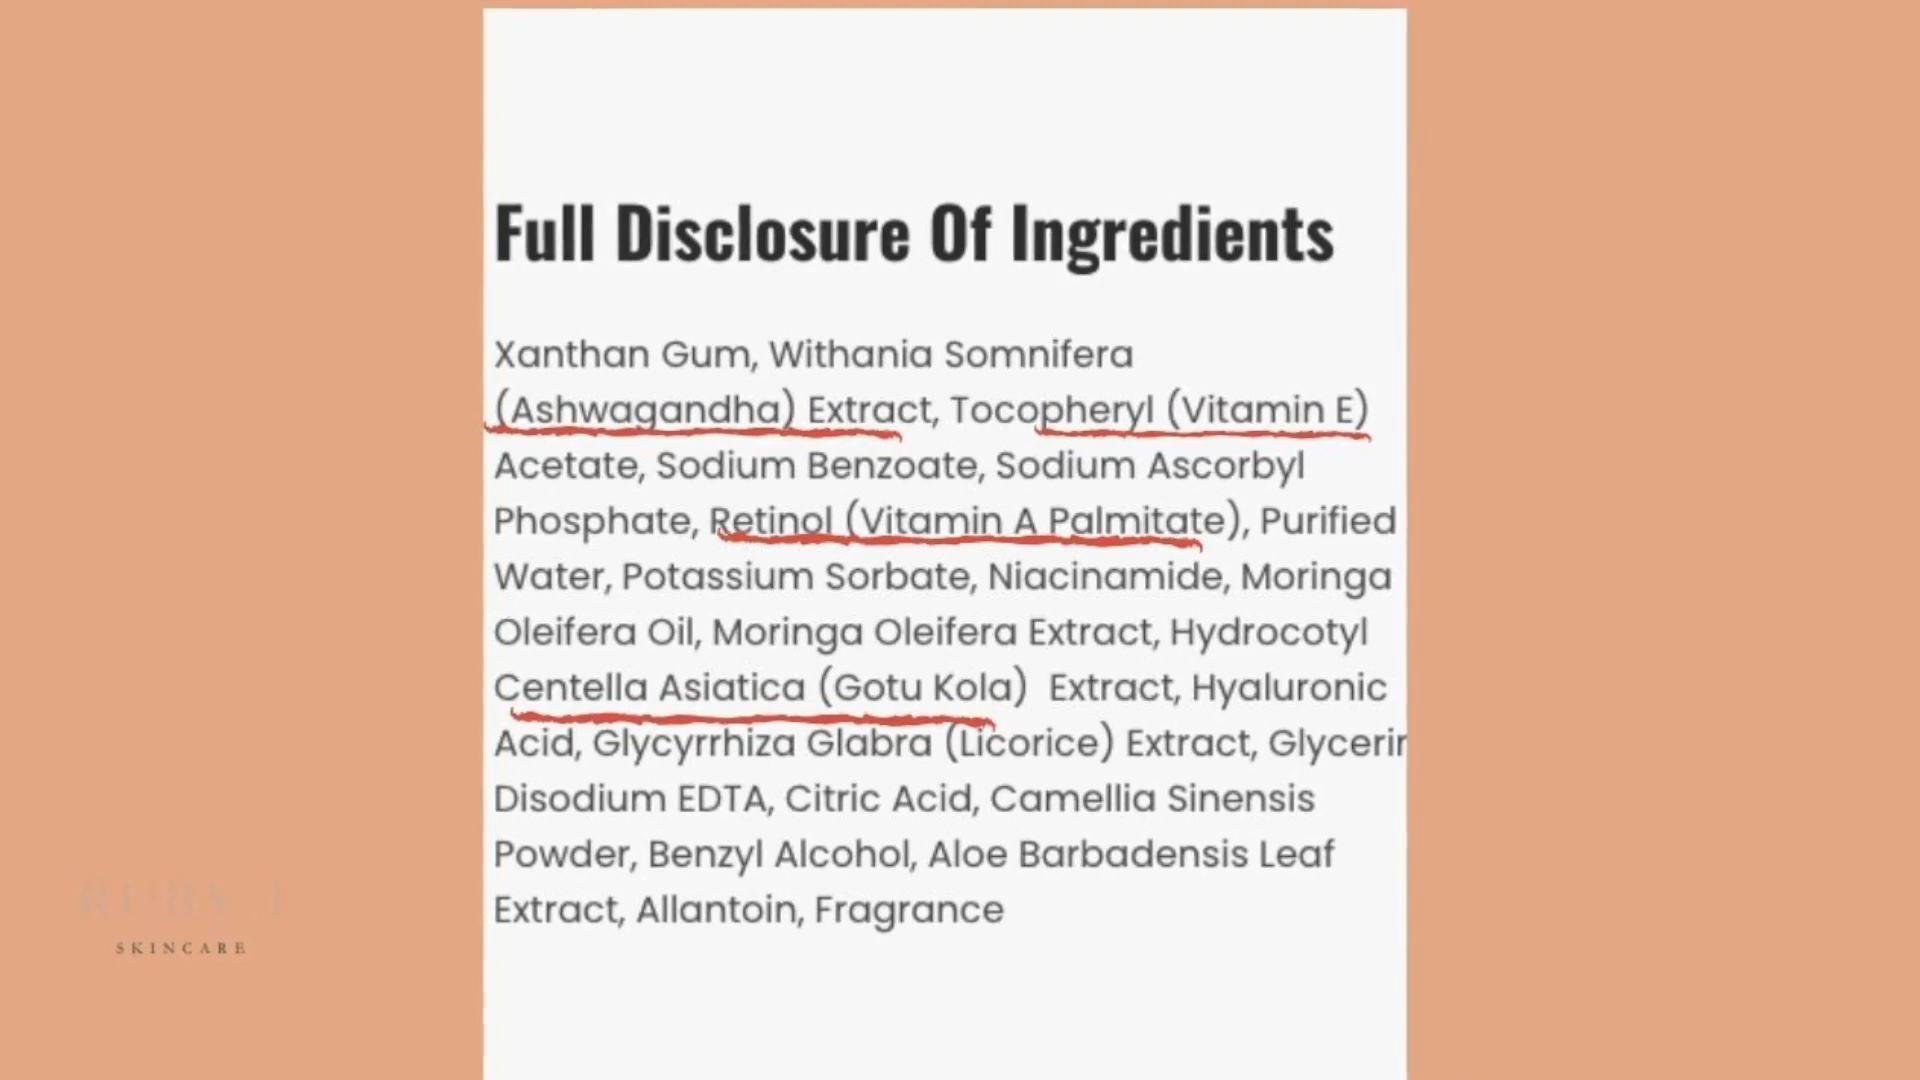 Full Disclosure Of Ingredients
Xanthan Gum, Withania Somnifera
(Ashwagandha) Extract, Tocopheryl (Vitamin E)
Acetate, Sodium Benzoate, Sodium Ascorbyl
Phosphate, Retinol (Vitamin A Palmitate), Purified
Water, Potassium Sorbate, Niacinamide, Moringa
Oleifera Oil, Moringa Oleifera Extract, Hydrocotyl
Centella Asiatica (Gotu Kola) Extract, Hyaluronic
Acid, Glycyrrhiza Glabra (Licorice) Extract,
Disodium EDTA, Citric Acid, Camellia Sinensis
Powder, Benzyl Alcohol, Aloe Barbadensis Leaf
Extract, Allantoin, Fragrance
SKINCARE